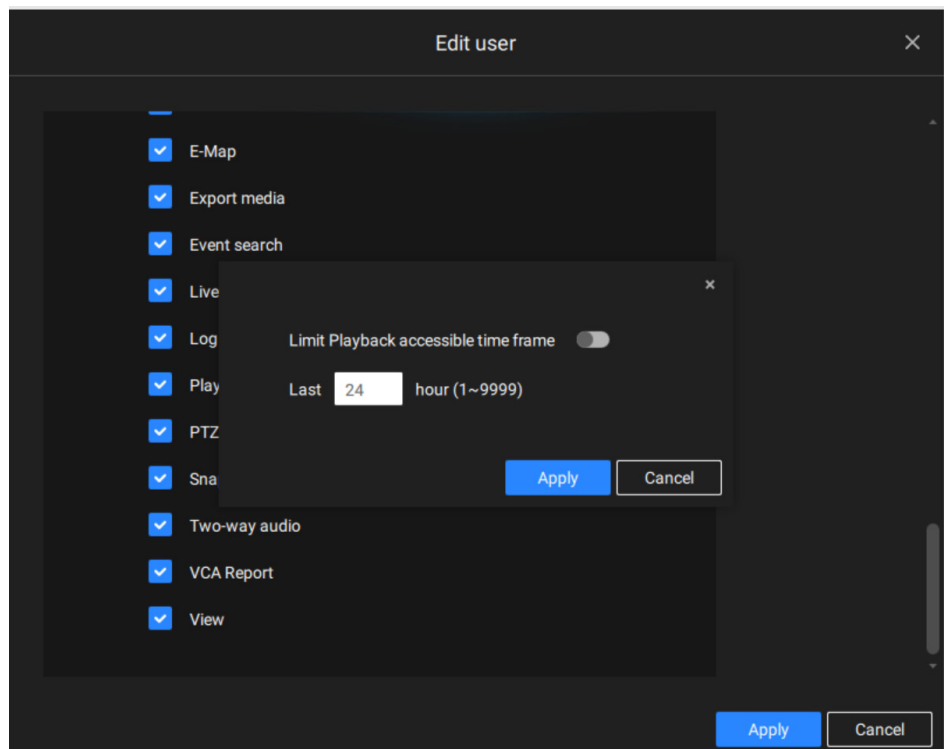 Edit user
E-Map
Export media
Event search
Live
Log
Play
PTZ
Sna
Two-way audio
VCA Report
View
Limit Playback accessible time frame
Last 24 hour (1~9999)
Apply Cancel
Apply Cancel